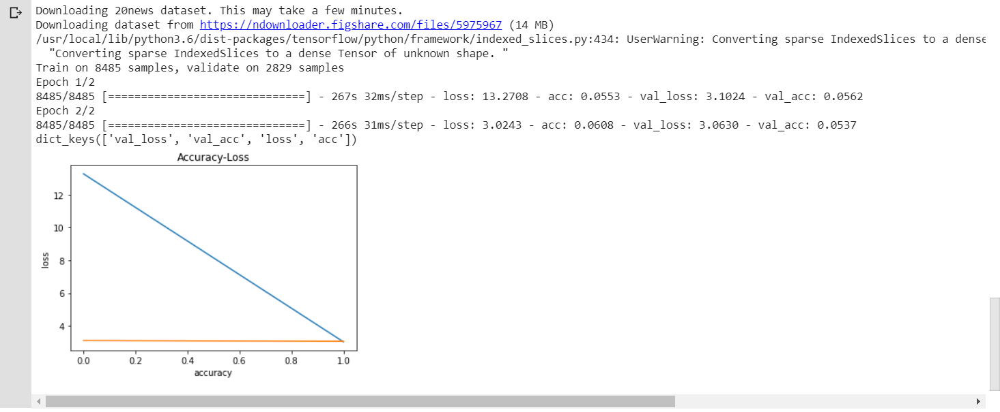 Downloading 20news dataset. This may take a few minutes.
Downloading dataset from https://ndownloader.figshare.com/files/5975967 (14 MB)
/usr/local/lib/python3.6/dist-packages/tensorflow/python/framework/indexed_slices.py:434: UserWarning: Converting sparse IndexedSlices to a dense
"Converting sparse IndexedSlices to a dense Tensor of unknown shape. "
Train on 8485 samples, validate on 2829 samples
Epoch 1/2
8485/8485 [==============================] - 267s 32ms/step - loss: 13.2708 - acc: 0.0553 - val_loss: 3.1024 - val_acc: 0.0562
Epoch 2/2
8485/8485 [==============================] - 266s 31ms/step - loss: 3.0243 - acc: 0.0608 - val_loss: 3.0630 - val_acc: 0.0537
dict_keys(['val_loss', 'val_acc', 'loss', 'acc'])
Accuracy-Loss
12
10
8
6
4
loss
0.0 0.2 0.4 0.6 0.8 1.0
accuracy